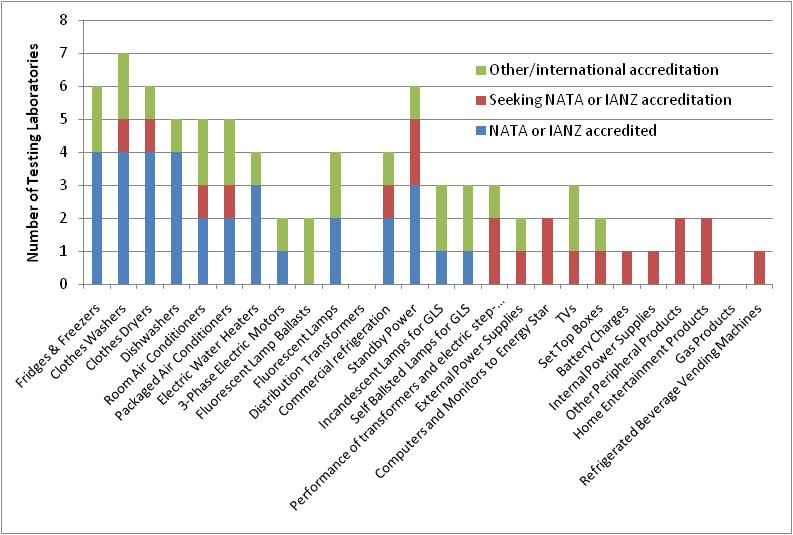 8
7
6
5
4
3
2
1
0
Number of Testing Laboratories
Other/international accreditation
Seeking NATA or IANZ accreditation
NATA or IANZ accredited
Fridges & Freezers
Clothes Washers
Clothes Dryers
Dishwashers
Room Air Conditioners
Packaged Air Conditioners
Electric Water Heaters
3-Phase Electric Motors
Fluorescent Lamp Ballasts
Fluorescent Lamps
Distribution Transformers
Commercial refrigeration
Standby Power
Incandescent Lamps for GLS
Self Ballsted Lamps for GLS
Performance of transformers and electric step-...
External Power Supplies
Computers and Monitors to Energy Star
TVs
Set Top Boxes
Battery Charges
Internal Power Supplies
Other Peripheral Products
Home Entertainment Products
Gas Products
Refrigerated Beverage Vending Machines